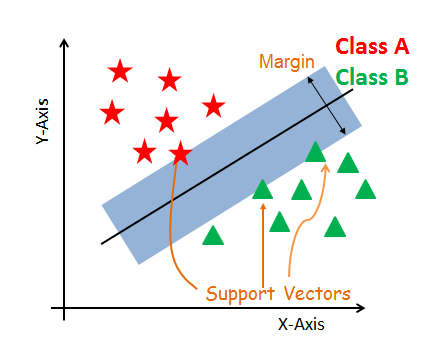 Class A
Margin
Class B
Y-Axis
Support Vectors
X-Axis